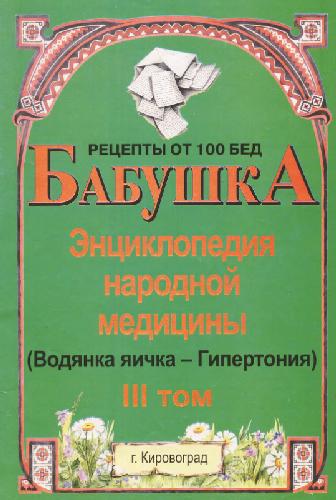 РЕЦЕПТЫ ОТ 100 БЕД
БАБУШКА
Энциклопедия
народной
медицины
(Водянка яичка – Гипертония)
III том
г. Кировоград